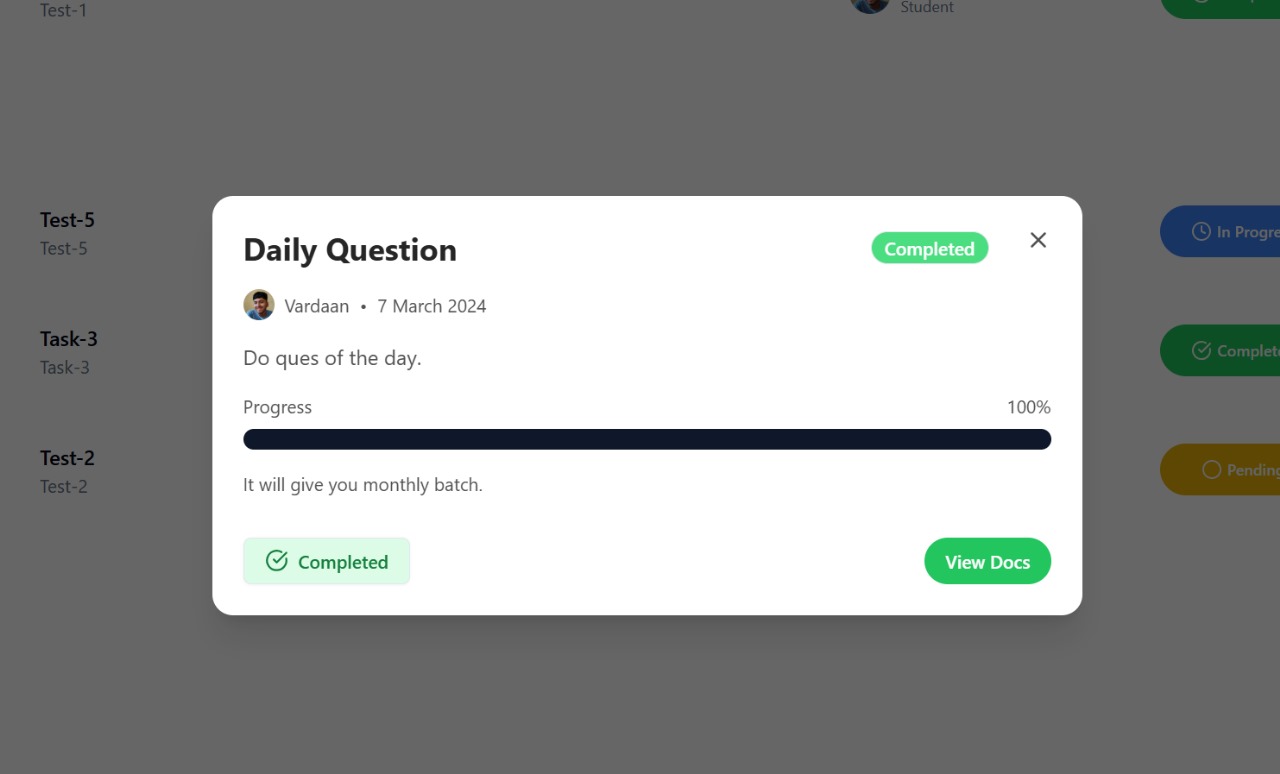 Test-1
Student
Test-5
Test-5
In Progre
Daily Question
Completed
Vardaan • 7 March 2024
Do ques of the day.
Task-3
Task-3
Progress 100%
It will give you monthly batch.
Test-2
Test-2
Pending
Completed
View Docs